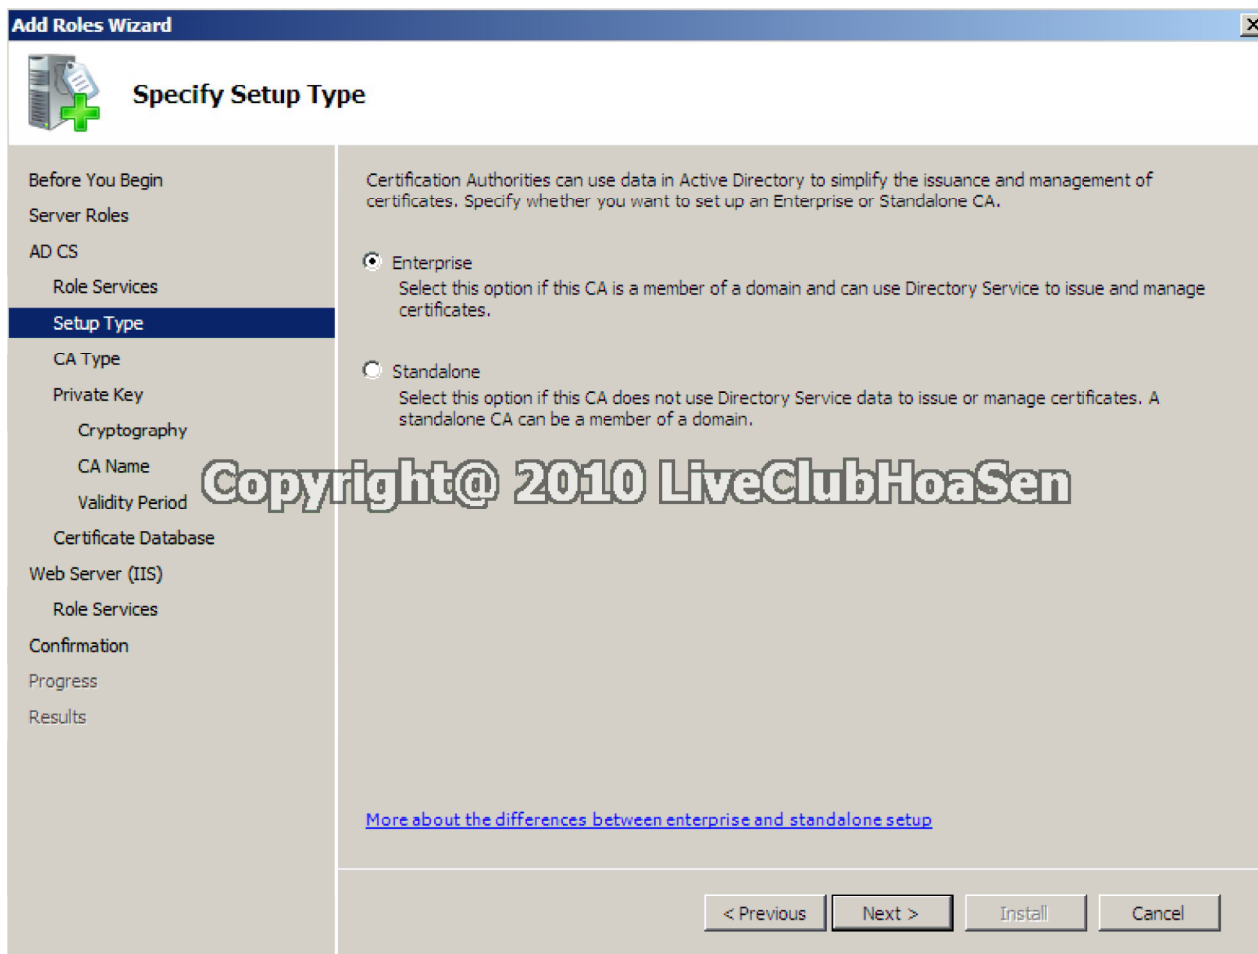 Add Roles Wizard
Specify Setup Type
Before You Begin
Server Roles
AD CS
Role Services
Setup Type
CA Type
Private Key
Cryptography
CA Name
Validity Period
Certificate Database
Web Server (IIS)
Role Services
Confirmation
Progress
Results
Certification Authorities can use data in Active Directory to simplify the issuance and management of
certificates. Specify whether you want to set up an Enterprise or Standalone CA.
Enterprise
Select this option if this CA is a member of a domain and can use Directory Service to issue and manage
certificates.
Standalone
Select this option if this CA does not use Directory Service data to issue or manage certificates. A
standalone CA can be a member of a domain.
Copyright@ 2010 LiveClubHoaSen
More about the differences between enterprise and standalone setup
< Previous
Next >
Install
Cancel